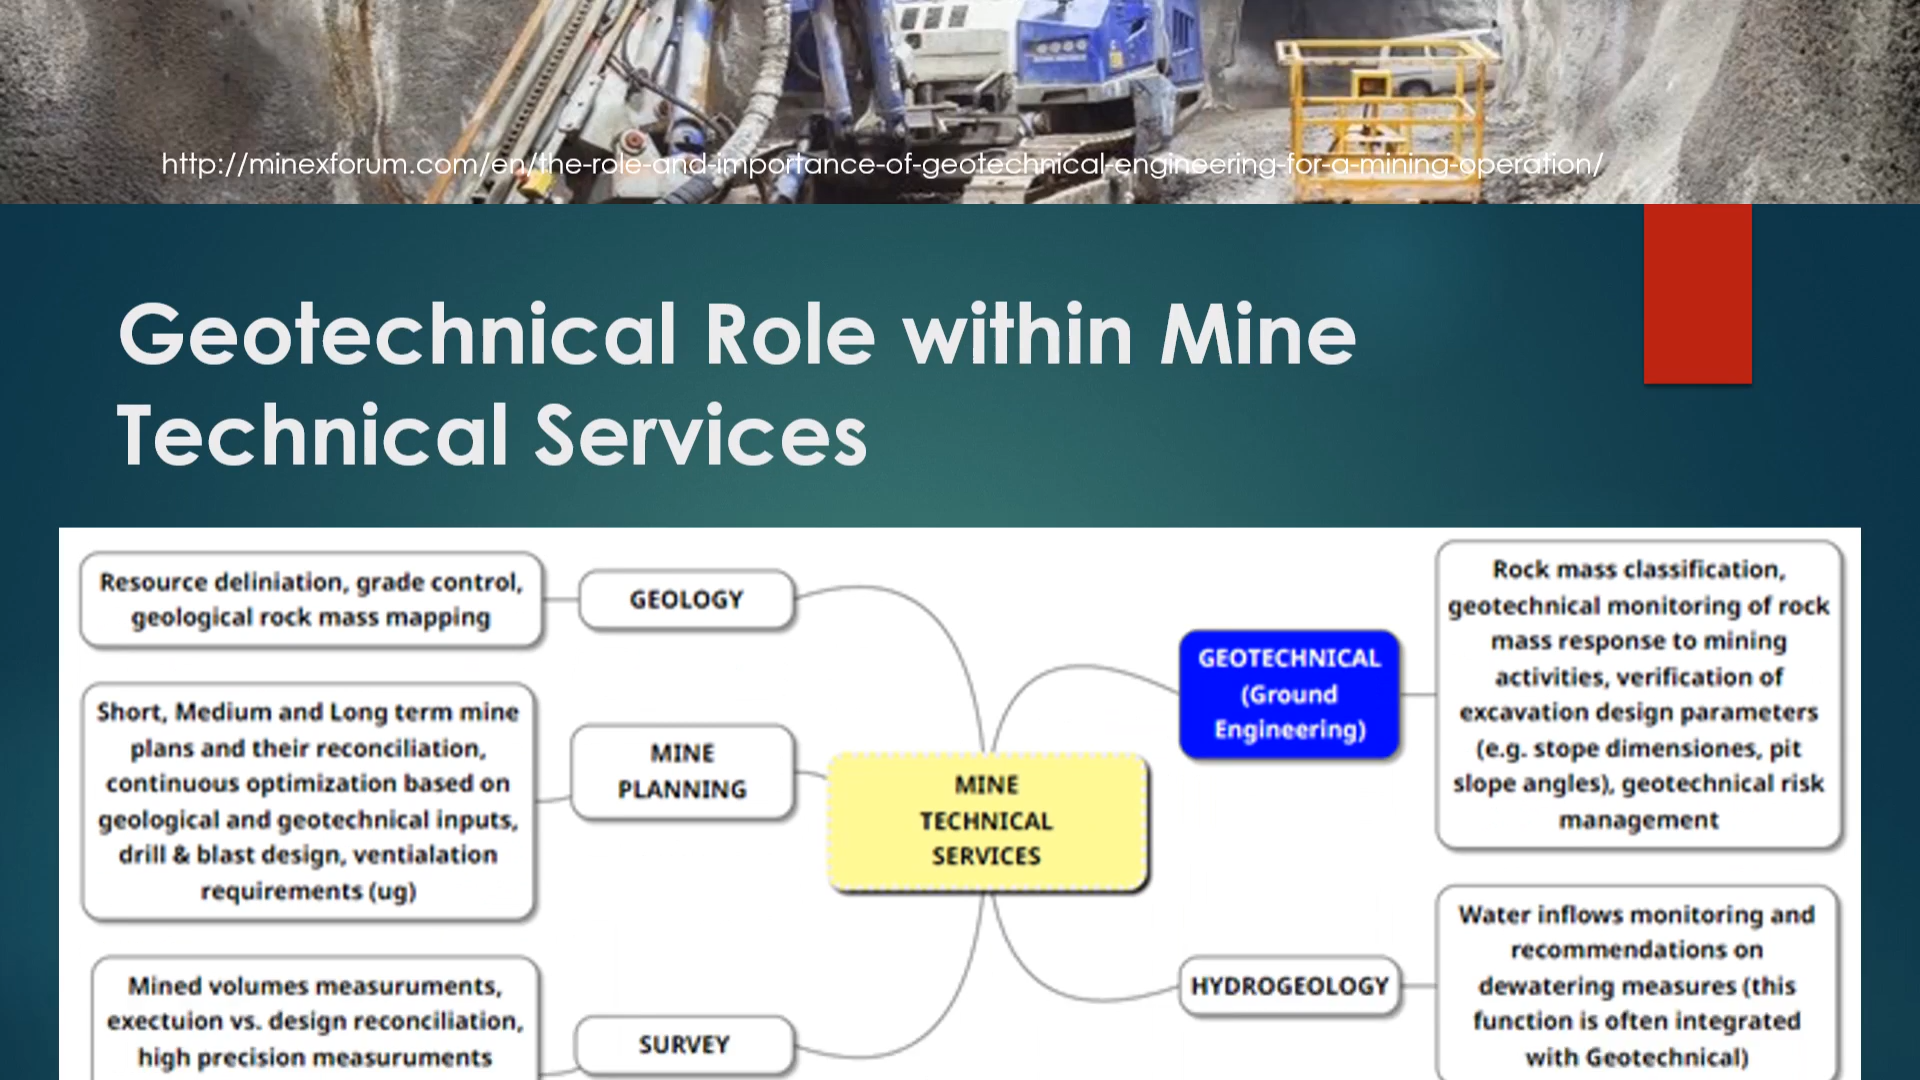 http://minexforum.com/en/the-role-and-importance-of-geotechnical-engineering-for-a-mining-operation/
Geotechnical Role within Mine
Technical Services
Resource deliniation, grade control,
geological rock mass mapping
GEOLOGY
Short, Medium and Long term mine
plans and their reconciliation,
continuous optimization based on
geological and geotechnical inputs,
drill & blast design, ventialation
requirements (ug)
MINE
PLANNING
Mined volumes measuruments,
exectuion vs. design reconciliation,
high precision measuruments
SURVEY
MINE
TECHNICAL
SERVICES
GEOTECHNICAL
(Ground
Engineering)
Rock mass classification,
geotechnical monitoring of rock
mass response to mining
activities, verification of
excavation design parameters
(e.g. stope dimensiones, pit
slope angles), geotechnical risk
management
HYDROGEOLOGY
Water inflows monitoring and
recommendations on
dewatering measures (this
function is often integrated
with Geotechnical)